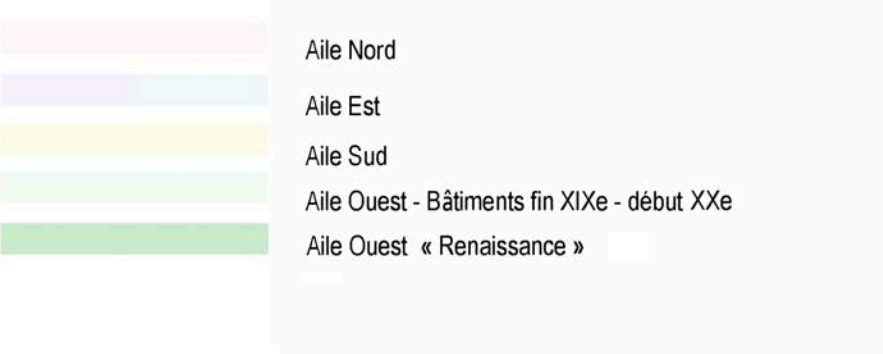 Aile Nord
Aile Est
Aile Sud
Aile Ouest - Bâtiments fin XIXe - début XXe
Aile Ouest « Renaissance »